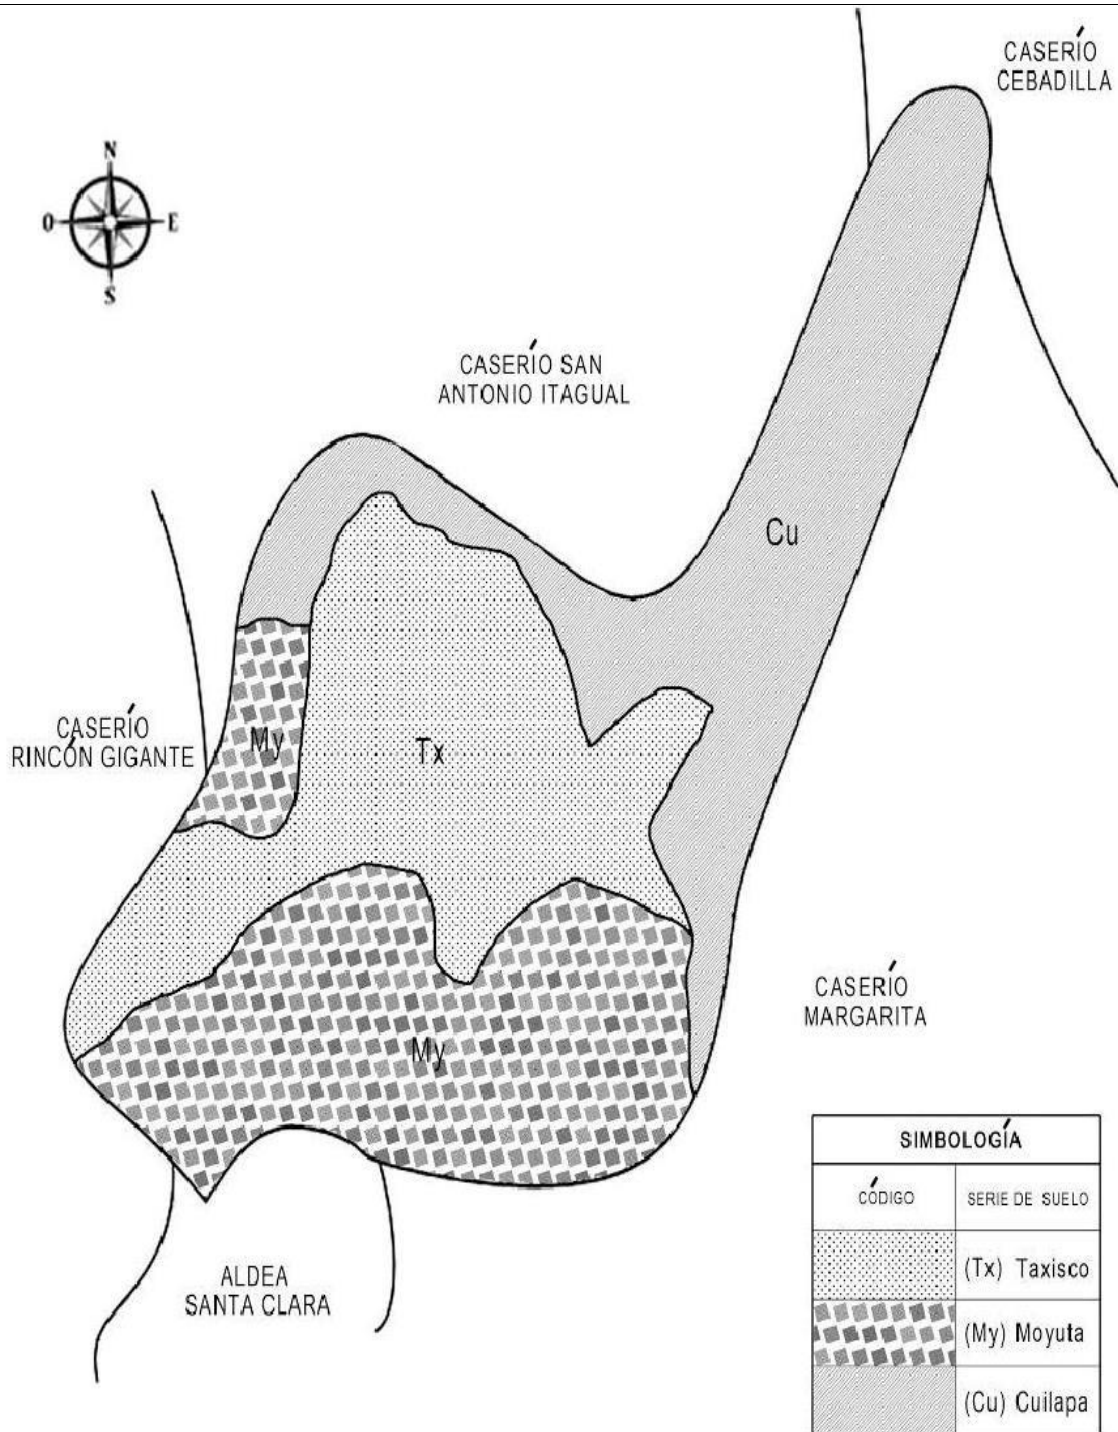 CASERÍO
CEBADILLA
N
O
E
S
CASERÍO SAN
ANTONIO ITAGUAL
Cu
CASERÍO
RINCÓN GIGANTE
My
Tx
CASERÍO
MARGARITA
My
ALDEA
SANTA CLARA
SIMBOLOGÍA
CÓDIGO
SERIE DE SUELO
(Tx) Taxisco
(My) Moyuta
(Cu) Cuilapa